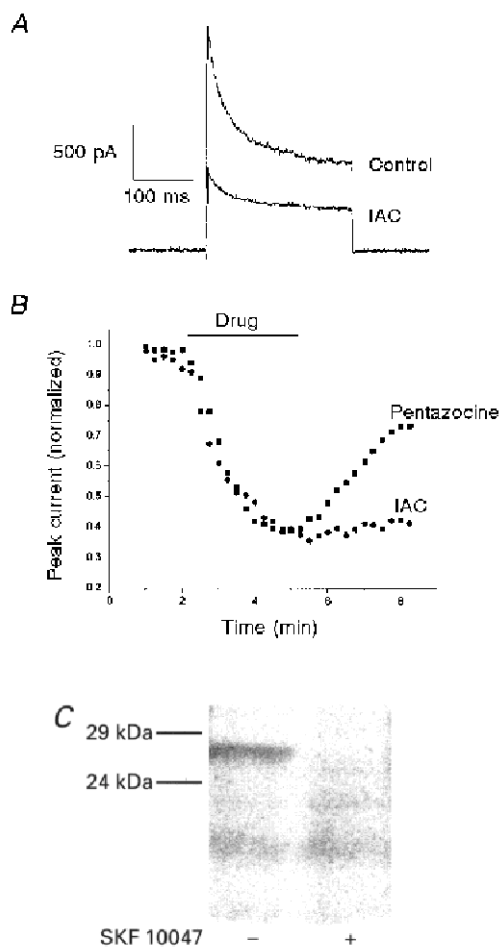 A
500 pA
100 ms
Control
IAC
B
Drug
Peak current (normalized)
1.0
0.9
0.8
0.7
0.6
0.5
0.4
0.3
0.2
0
2
4
6
8
Pentazocine
IAC
Time (min)
C
29 kDa
24 kDa
SKF 10047 – +